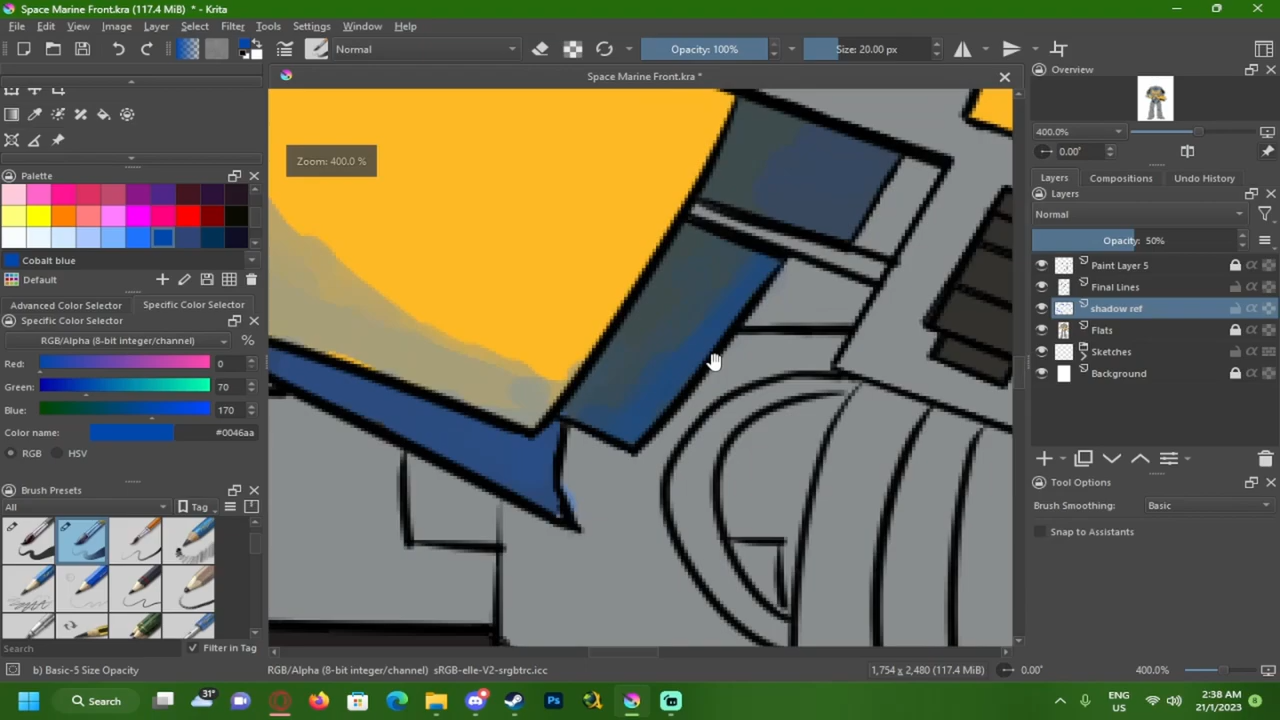 Space Marine Front.kra (117.4 MiB) * - Krita
File Edit View Image Layer Select Filter Tools Settings Window Help
Normal
Opacity: 100%
Size: 20.00 px
Space Marine Front.kra *
Zoom: 400.0 %
Palette
Cobalt blue
Default
Advanced Color Selector
Specific Color Selector
Specific Color Selector
RGB/Alpha (8-bit integer/channel)
%
Red: 0
Green: 70
Blue: 170
Color name: #0046aa
RGB HSV
Brush Presets
All
Tag
Search
Filter in Tag
Overview
400.0%
0.00°
Layers Compositions Undo History
Layers
Normal
Opacity: 50%
Paint Layer 5
Final Lines
shadow ref
Flats
Sketches
Background
Tool Options
Brush Smoothing: Basic
Snap to Assistants
b) Basic-5 Size Opacity
RGB/Alpha (8-bit integer/channel) sRGB-elle-V2-srgbtrc.icc
1,754 x 2,480 (117.4 MiB)
0.00°
400.0%
Search
31°
Ps
ENG
US
2:38 AM
21/1/2023
8